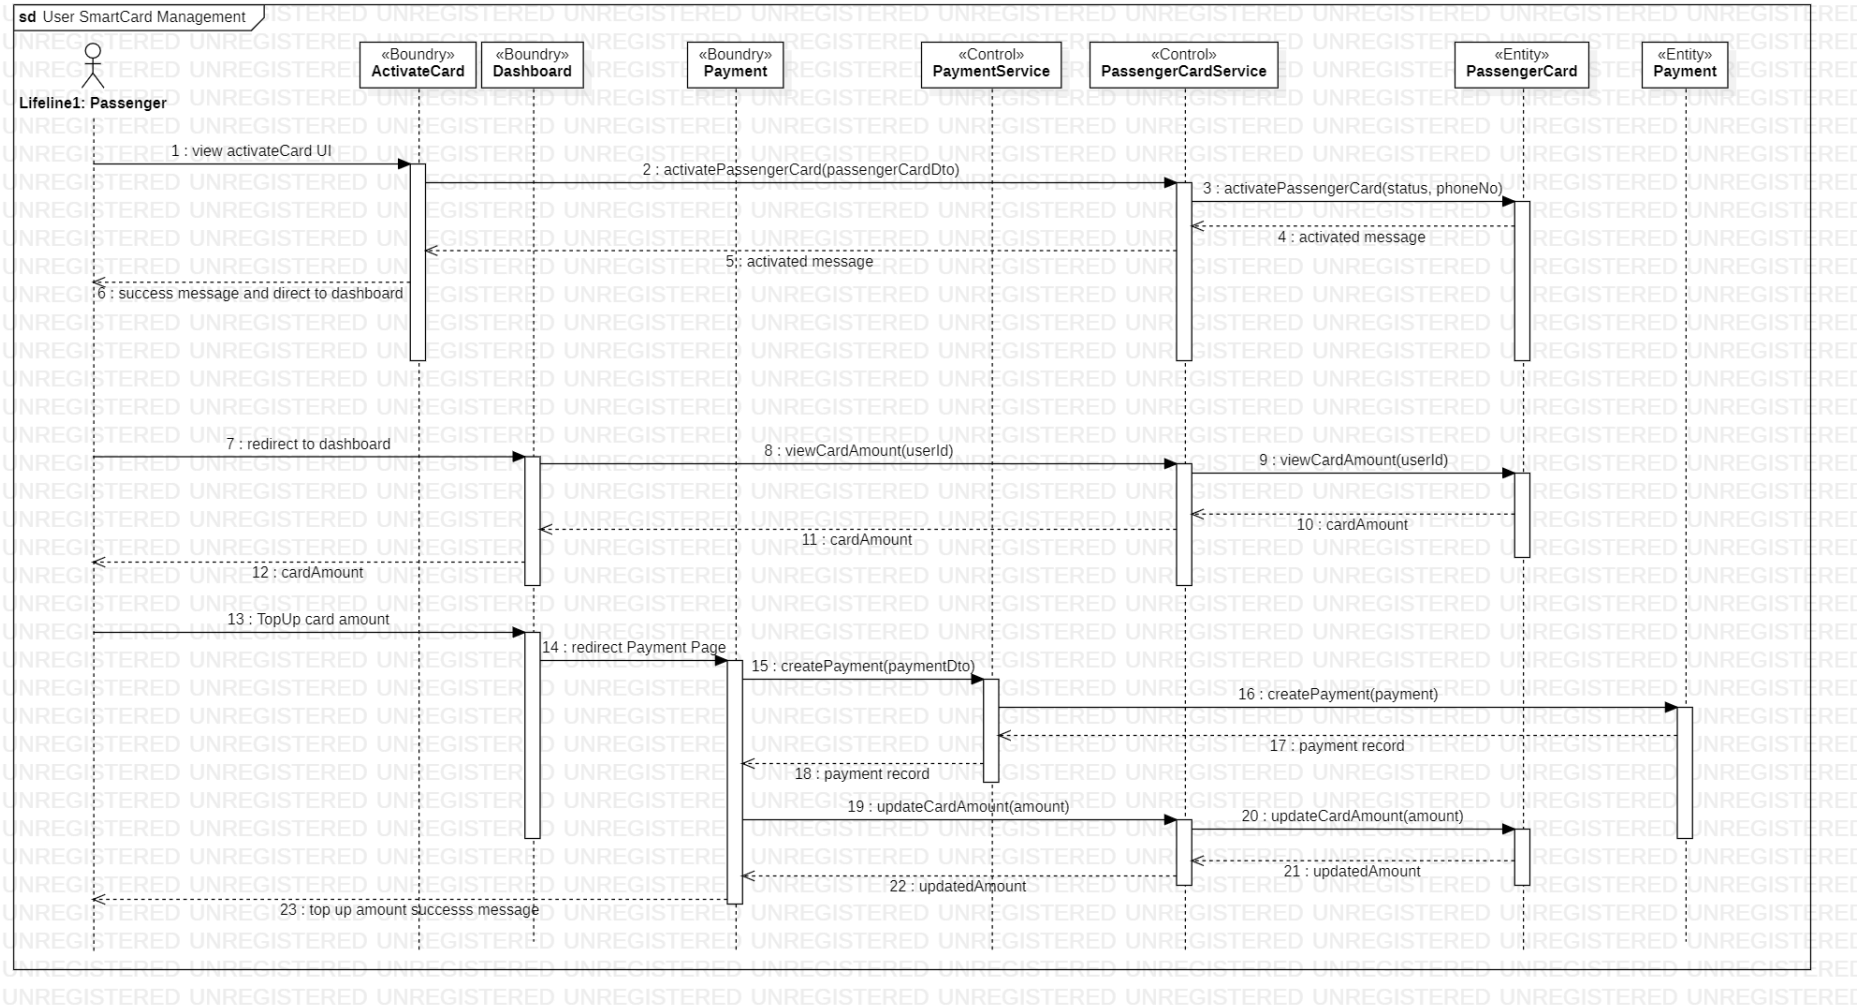 sd User SmartCard Management
«Boundry»
ActivateCard
«Boundry»
Dashboard
«Boundry»
Payment
«Control»
PaymentService
«Control»
PassengerCardService
«Entity»
PassengerCard
«Entity»
Payment
Lifeline1: Passenger
1 : view activateCard UI
2 : activatePassengerCard(passengerCardDto)
3 : activatePassengerCard(status, phoneNo)
4 : activated message
5 : activated message
6 : success message and direct to dashboard
7 : redirect to dashboard
8 : viewCardAmount(userId)
9 : viewCardAmount(userId)
10 : cardAmount
11 : cardAmount
12 : cardAmount
13 : TopUp card amount
14 : redirect Payment Page
15 : createPayment(paymentDto)
16 : createPayment(payment)
17 : payment record
18 : payment record
19 : updateCardAmount(amount)
20 : updateCardAmount(amount)
21 : updatedAmount
22 : updatedAmount
23 : top up amount successs message
UNREGISTERED